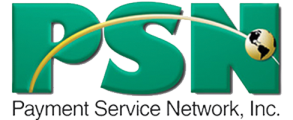 PSN
Payment Service Network, Inc.